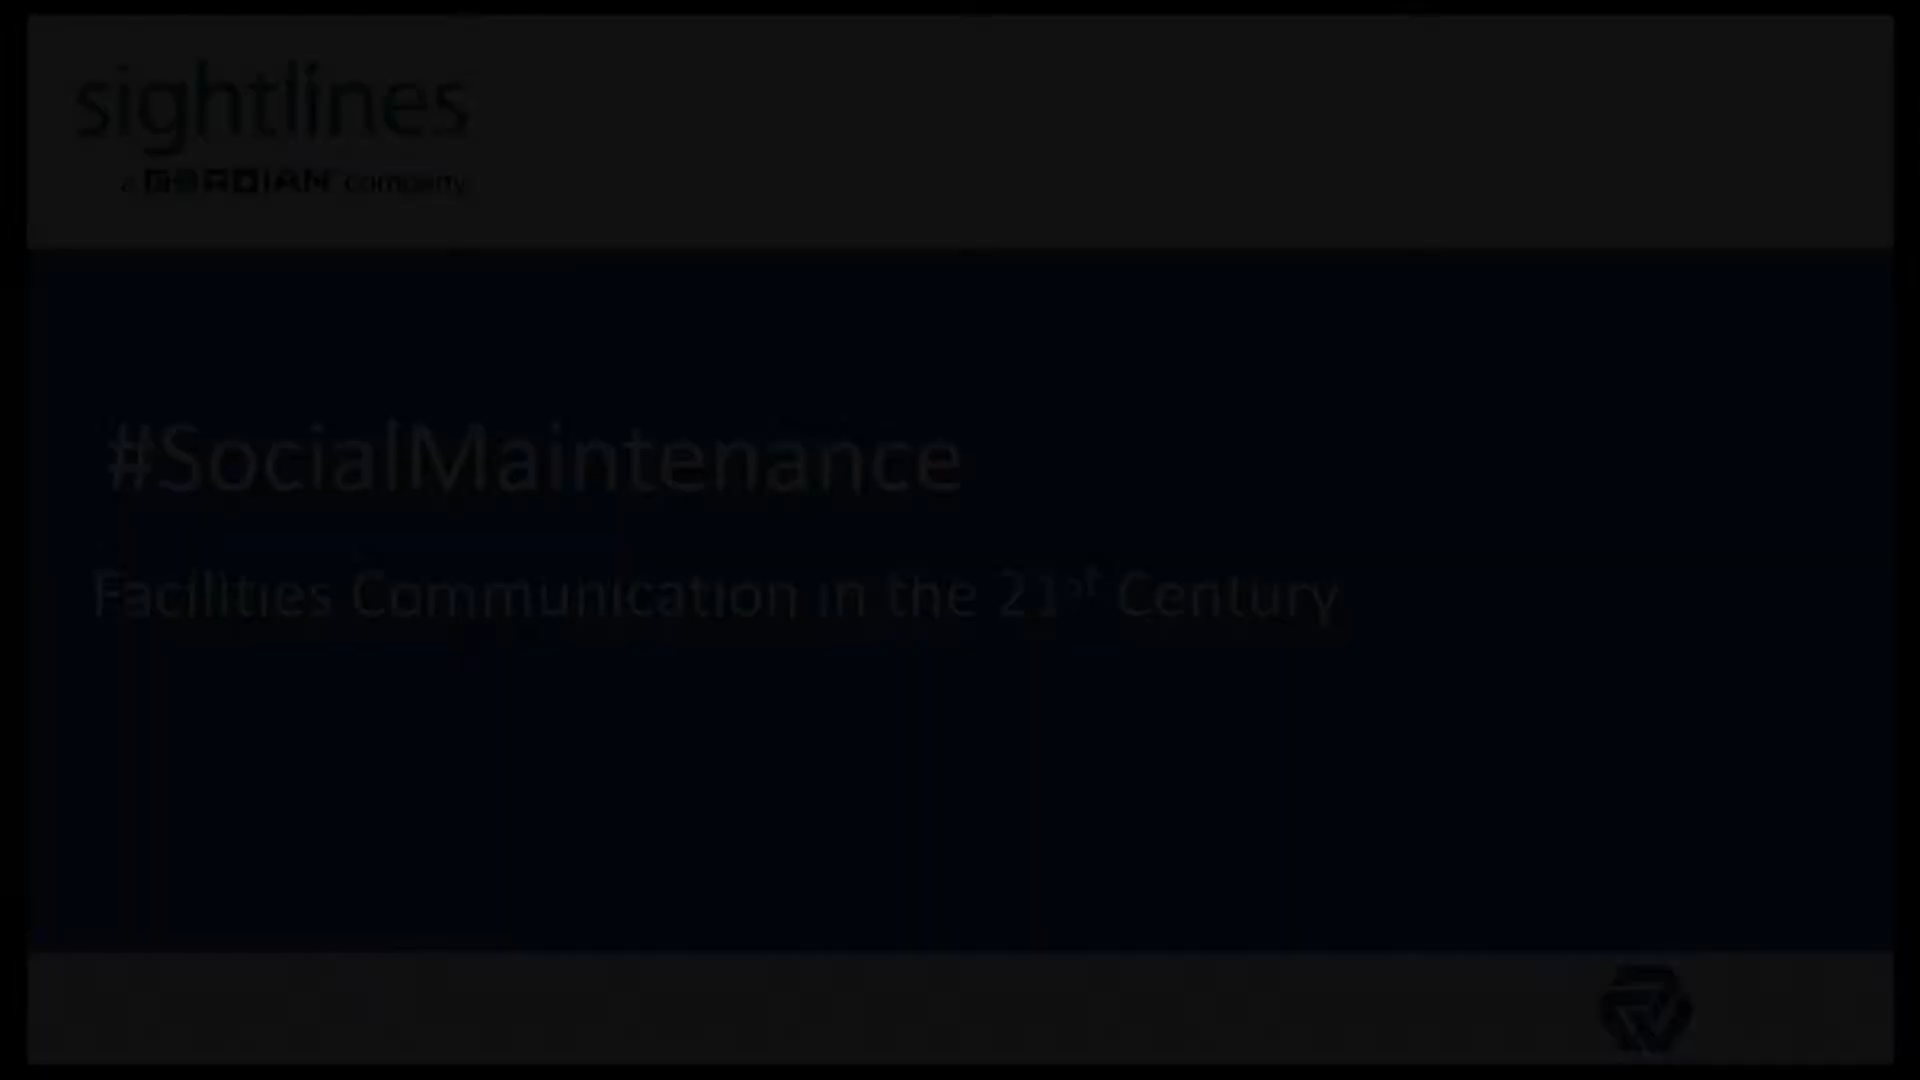 sightlines
a GORDIAN company
#SocialMaintenance
Facilities Communication in the 21st Century